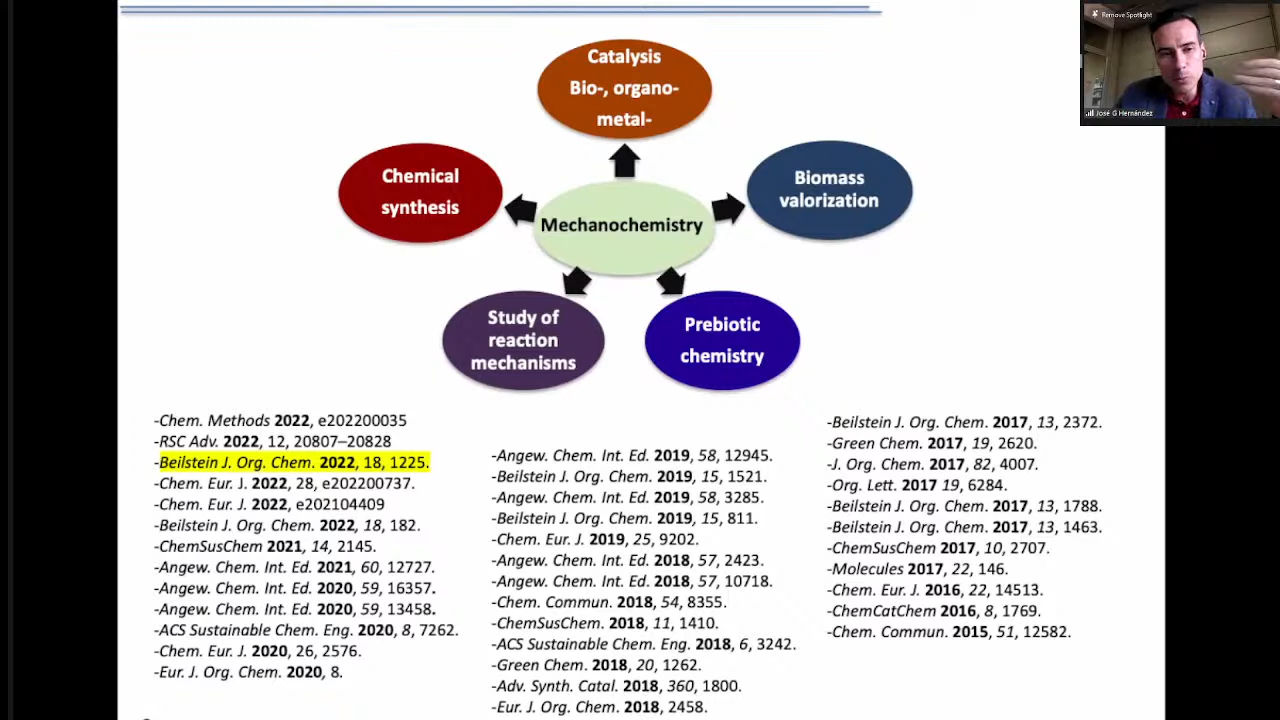 Remove Spotlight
José G Hernández
Catalysis
Bio-, organo-
metal-
Chemical
synthesis
Biomass
valorization
Mechanochemistry
Study of
reaction
mechanisms
Prebiotic
chemistry
-Chem. Methods 2022, e202200035
-RSC Adv. 2022, 12, 20807–20828
-Beilstein J. Org. Chem. 2022, 18, 1225.
-Chem. Eur. J. 2022, 28, e202200737.
-Chem. Eur. J. 2022, e202104409
-Beilstein J. Org. Chem. 2022, 18, 182.
-ChemSusChem 2021, 14, 2145.
-Angew. Chem. Int. Ed. 2021, 60, 12727.
-Angew. Chem. Int. Ed. 2020, 59, 16357.
-Angew. Chem. Int. Ed. 2020, 59, 13458.
-ACS Sustainable Chem. Eng. 2020, 8, 7262.
-Chem. Eur. J. 2020, 26, 2576.
-Eur. J. Org. Chem. 2020, 8.
-Angew. Chem. Int. Ed. 2019, 58, 12945.
-Beilstein J. Org. Chem. 2019, 15, 1521.
-Angew. Chem. Int. Ed. 2019, 58, 3285.
-Beilstein J. Org. Chem. 2019, 15, 811.
-Chem. Eur. J. 2019, 25, 9202.
-Angew. Chem. Int. Ed. 2018, 57, 2423.
-Angew. Chem. Int. Ed. 2018, 57, 10718.
-Chem. Commun. 2018, 54, 8355.
-ChemSusChem. 2018, 11, 1410.
-ACS Sustainable Chem. Eng. 2018, 6, 3242.
-Green Chem. 2018, 20, 1262.
-Adv. Synth. Catal. 2018, 360, 1800.
-Eur. J. Org. Chem. 2018, 2458.
-Beilstein J. Org. Chem. 2017, 13, 2372.
-Green Chem. 2017, 19, 2620.
-J. Org. Chem. 2017, 82, 4007.
-Org. Lett. 2017 19, 6284.
-Beilstein J. Org. Chem. 2017, 13, 1788.
-Beilstein J. Org. Chem. 2017, 13, 1463.
-ChemSusChem 2017, 10, 2707.
-Molecules 2017, 22, 146.
-Chem. Eur. J. 2016, 22, 14513.
-ChemCatChem 2016, 8, 1769.
-Chem. Commun. 2015, 51, 12582.